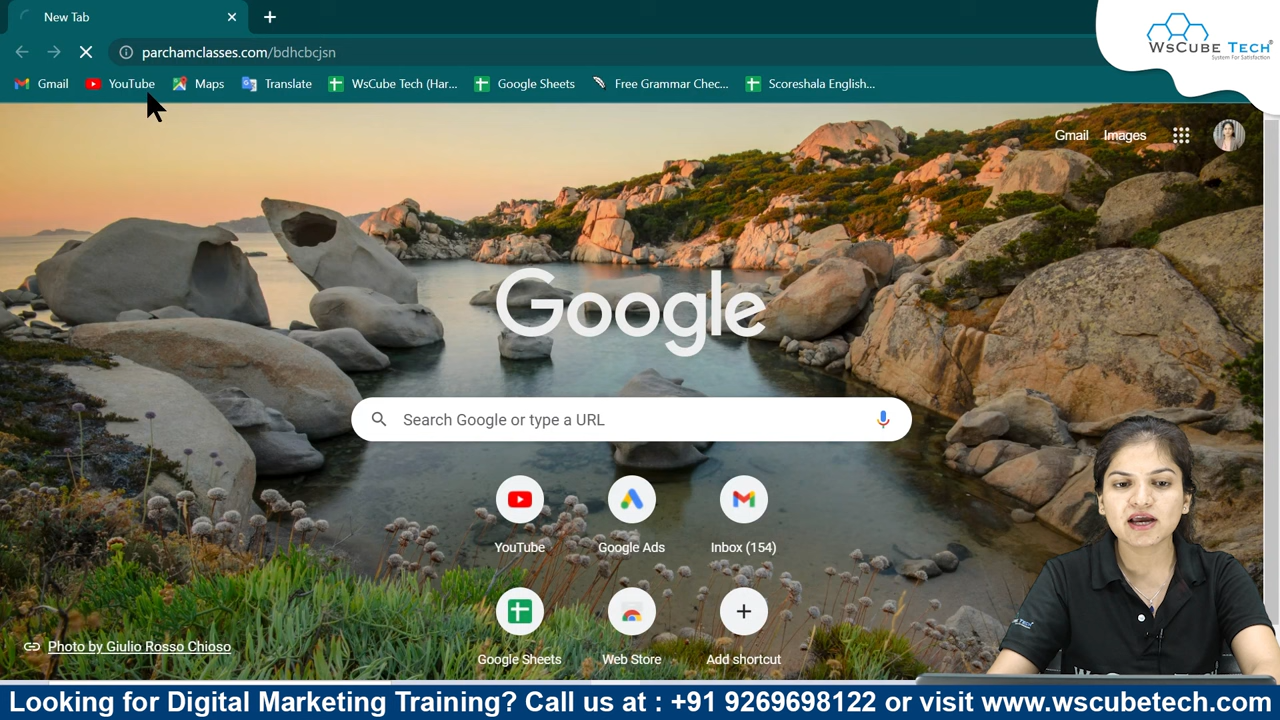 New Tab
parchamclasses.com/bdhcbcjsn
Gmail
YouTube
Maps
Translate
WsCube Tech (Har...
Google Sheets
Free Grammar Chec...
Scoreshala English...
WsCube Tech®
System For Satisfaction
Gmail
Images
Google
Search Google or type a URL
YouTube
Google Ads
Inbox (154)
Google Sheets
Web Store
Add shortcut
Photo by Giulio Rosso Chioso
Looking for Digital Marketing Training? Call us at : +91 9269698122 or visit www.wscubetech.com